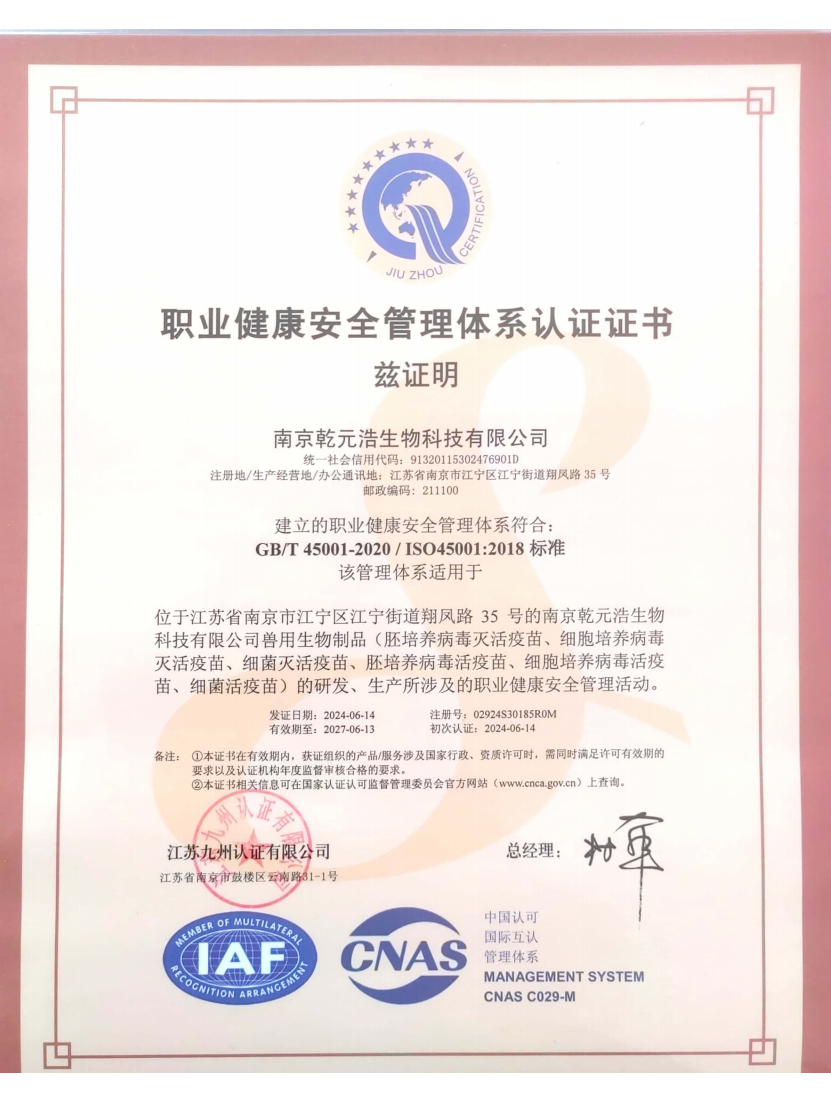 JIU ZHOU CERTIFICATION
职业健康安全管理体系认证证书
兹证明
南京乾元浩生物科技有限公司
统一社会信用代码：91320115302476901D
注册地/生产经营地/办公通讯地：江苏省南京市江宁区江宁街道翔凤路 35 号
邮政编码：211100
建立的职业健康安全管理体系符合：
GB/T 45001-2020 / ISO45001:2018 标准
该管理体系适用于
位于江苏省南京市江宁区江宁街道翔凤路 35 号的南京乾元浩生物
科技有限公司兽用生物制品（胚培养病毒灭活疫苗、细胞培养病毒
灭活疫苗、细菌灭活疫苗、胚培养病毒活疫苗、细胞培养病毒活疫
苗、细菌活疫苗）的研发、生产所涉及的职业健康安全管理活动。
发证日期：2024-06-14 注册号：02924S30185R0M
有效期至：2027-06-13 初次认证：2024-06-14
备注：①本证书在有效期内，获证组织的产品/服务涉及国家行政、资质许可时，需同时满足许可有效期的
要求以及认证机构年度监督审核合格的要求。
②本证书相关信息可在国家认证认可监督管理委员会官方网站（www.cnca.gov.cn）上查询。
江苏九州认证有限公司
总经理：
江苏省南京市鼓楼区云南路31-1号
MEMBER OF MULTILATERAL
IAF
RECOGNITION ARRANGEMENT
CNAS
中国认可
国际互认
管理体系
MANAGEMENT SYSTEM
CNAS C029-M